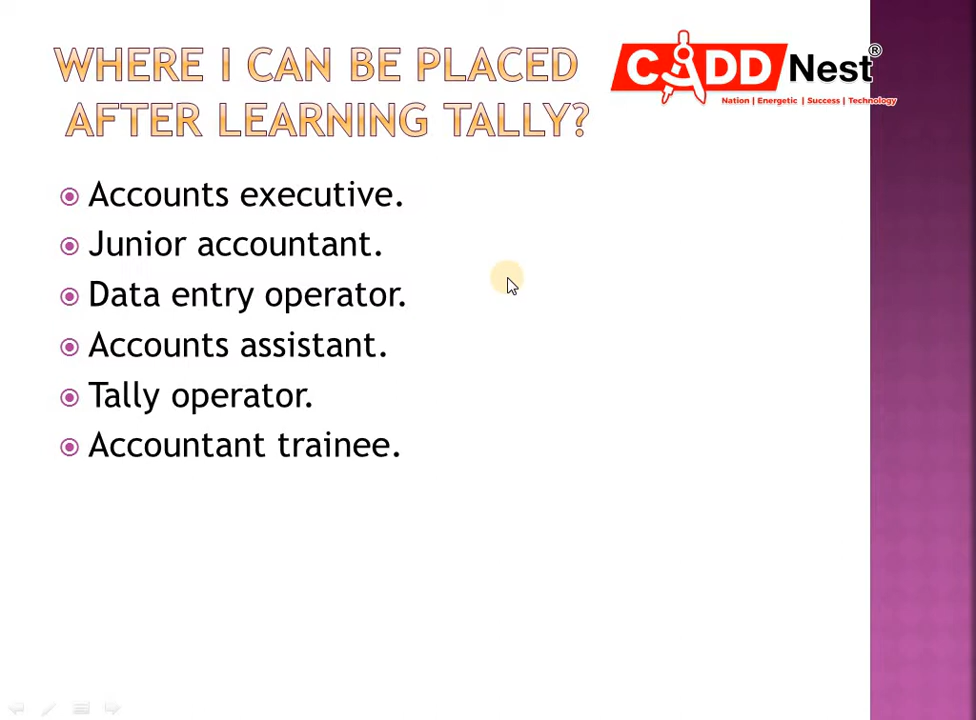 WHERE I CAN BE PLACED
AFTER LEARNING TALLY?
CADD Nest®
Nation | Energetic | Success | Technology
Accounts executive.
Junior accountant.
Data entry operator.
Accounts assistant.
Tally operator.
Accountant trainee.